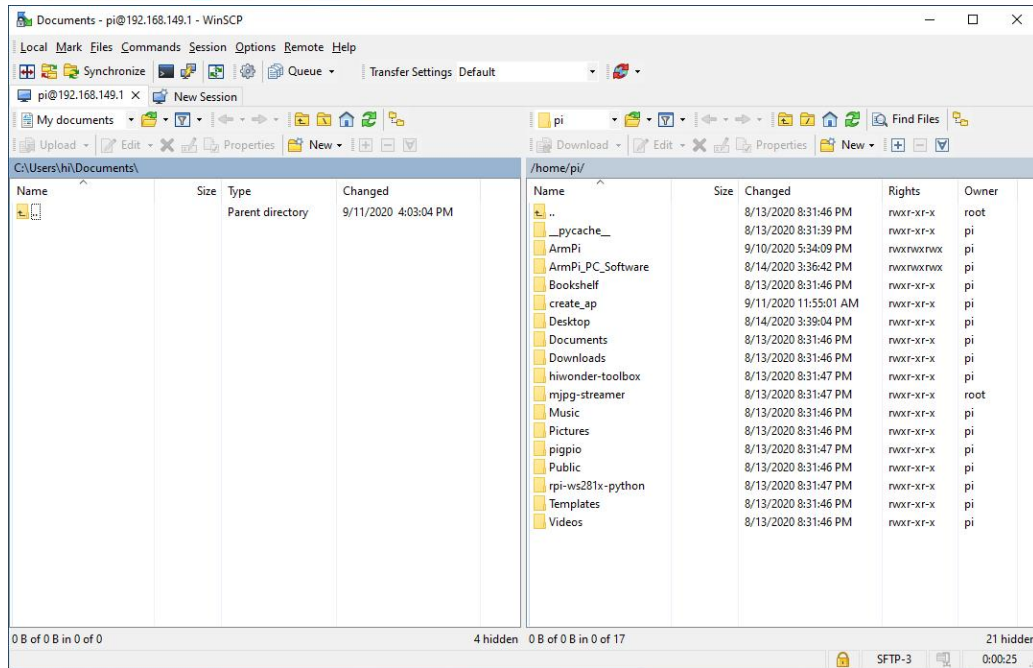 Documents - pi@192.168.149.1 - WinSCP
Local Mark Files Commands Session Options Remote Help
Synchronize Queue Transfer Settings Default
pi@192.168.149.1 × New Session
My documents pi Find Files
Upload Edit Properties New Download Edit Properties New
C:\Users\hi\Documents\ /home/pi/
Name Size Type Changed Name Size Changed Rights Owner
.. Parent directory 9/11/2020 4:03:04 PM .. 8/13/2020 8:31:46 PM rwxr-xr-x root
__pycache__ 8/13/2020 8:31:39 PM rwxr-xr-x pi
ArmPi 9/10/2020 5:34:09 PM rwxrwxrwx pi
ArmPi_PC_Software 8/14/2020 3:36:42 PM rwxrwxrwx pi
Bookshelf 8/13/2020 8:31:46 PM rwxr-xr-x pi
create_ap 9/11/2020 11:55:01 AM rwxr-xr-x pi
Desktop 8/14/2020 3:39:04 PM rwxr-xr-x pi
Documents 8/13/2020 8:31:46 PM rwxr-xr-x pi
Downloads 8/13/2020 8:31:46 PM rwxr-xr-x pi
hiwonder-toolbox 8/13/2020 8:31:47 PM rwxr-xr-x pi
mjpg-streamer 8/13/2020 8:31:47 PM rwxr-xr-x root
Music 8/13/2020 8:31:46 PM rwxr-xr-x pi
Pictures 8/13/2020 8:31:46 PM rwxr-xr-x pi
pigpio 8/13/2020 8:31:47 PM rwxr-xr-x pi
Public 8/13/2020 8:31:46 PM rwxr-xr-x pi
rpi-ws281x-python 8/13/2020 8:31:47 PM rwxr-xr-x pi
Templates 8/13/2020 8:31:46 PM rwxr-xr-x pi
Videos 8/13/2020 8:31:46 PM rwxr-xr-x pi
0 B of 0 B in 0 of 0 4 hidden 0 B of 0 B in 0 of 17 21 hidden
SFTP-3 0:00:25